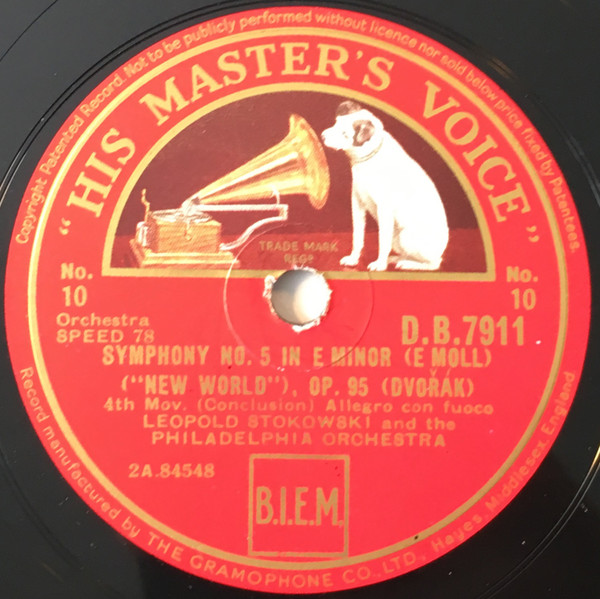 Copyright Patented Record. Not to be publicly performed without licence nor sold below price fixed by Patentees.
"HIS MASTER'S VOICE"
TRADE MARK
REGD
No.
10
No.
10
Orchestra
SPEED 78
D.B.7911
SYMPHONY NO. 5 IN E MINOR (E MOLL)
("NEW WORLD"), OP. 95 (DVOŘÁK)
4th Mov. (Conclusion) Allegro con fuoco
LEOPOLD STOKOWSKI and the
PHILADELPHIA ORCHESTRA
2A.84548
B.I.E.M.
Record manufactured by THE GRAMOPHONE CO., LTD., Hayes, Middlesex, England